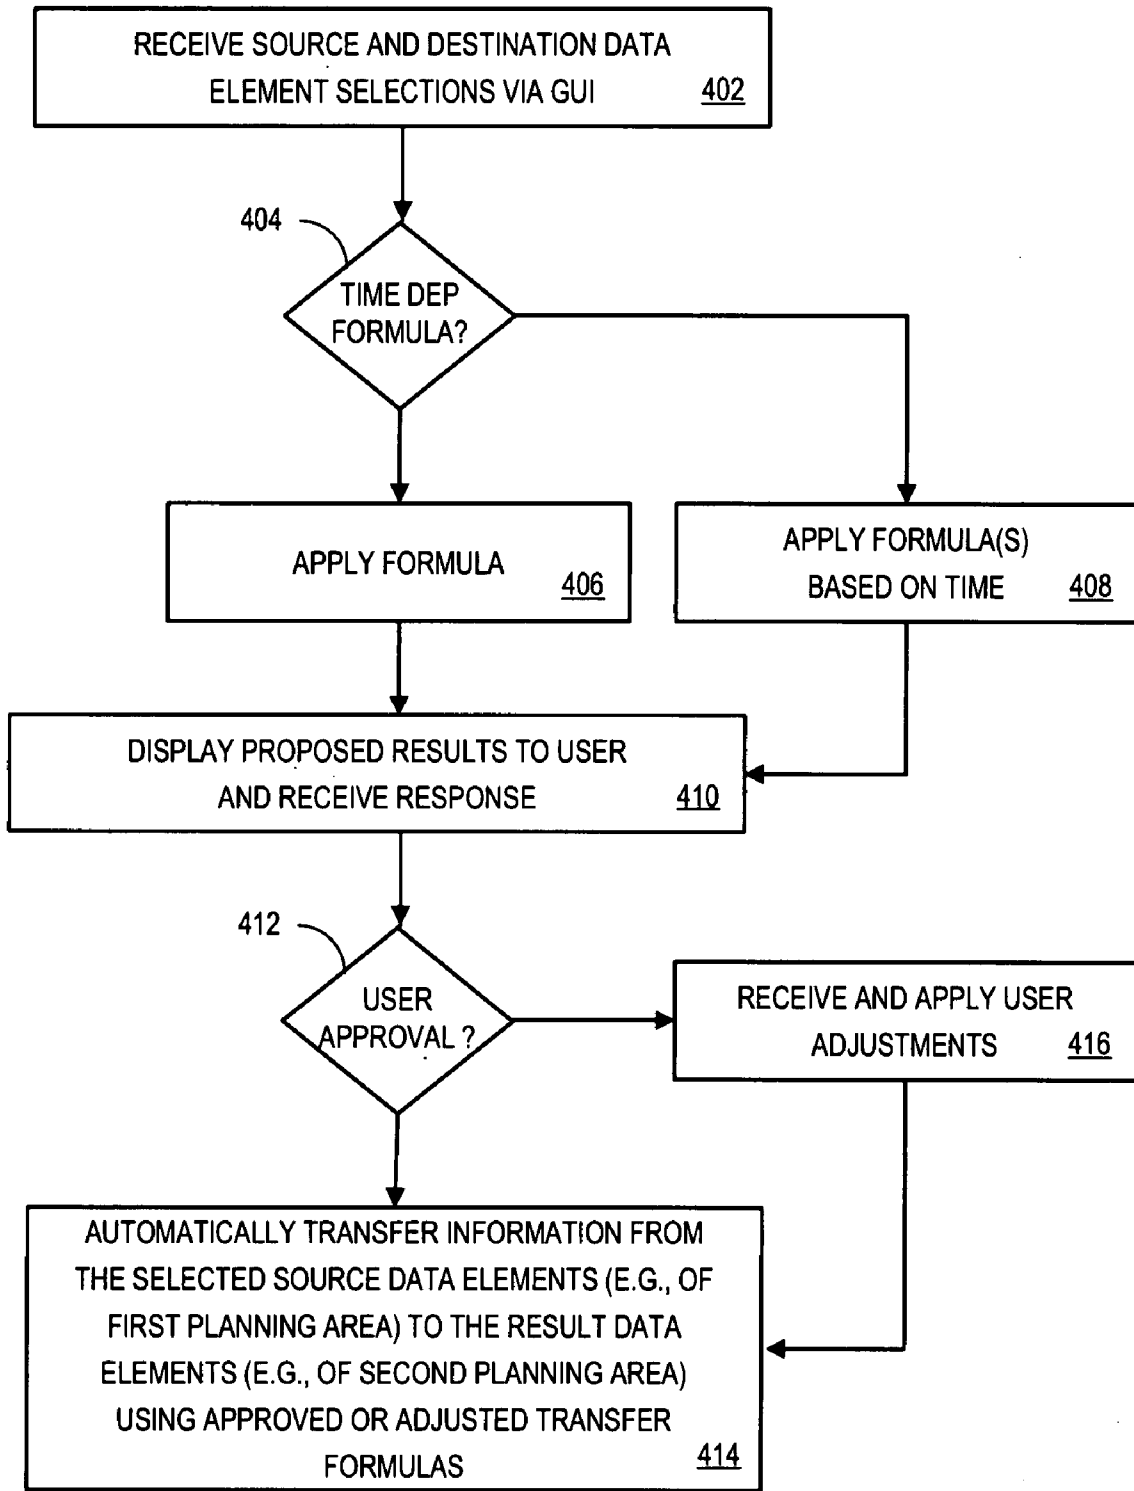 RECEIVE SOURCE AND DESTINATION DATA
ELEMENT SELECTIONS VIA GUI 402
404
TIME DEP
FORMULA?
APPLY FORMULA 406
APPLY FORMULA(S)
BASED ON TIME 408
DISPLAY PROPOSED RESULTS TO USER
AND RECEIVE RESPONSE 410
412
USER
APPROVAL ?
RECEIVE AND APPLY USER
ADJUSTMENTS 416
AUTOMATICALLY TRANSFER INFORMATION FROM
THE SELECTED SOURCE DATA ELEMENTS (E.G., OF
FIRST PLANNING AREA) TO THE RESULT DATA
ELEMENTS (E.G., OF SECOND PLANNING AREA)
USING APPROVED OR ADJUSTED TRANSFER
FORMULAS 414